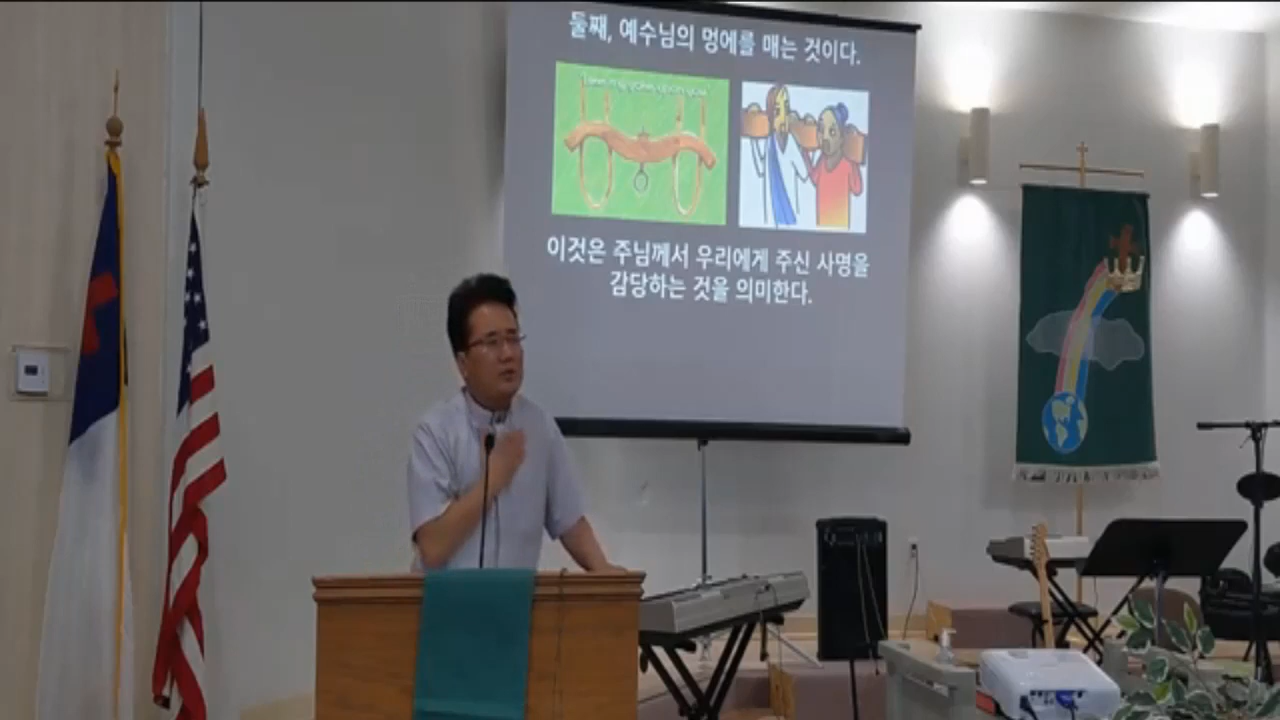 둘째, 예수님의 멍에를 매는 것이다.
이것은 주님께서 우리에게 주신 사명을
감당하는 것을 의미한다.